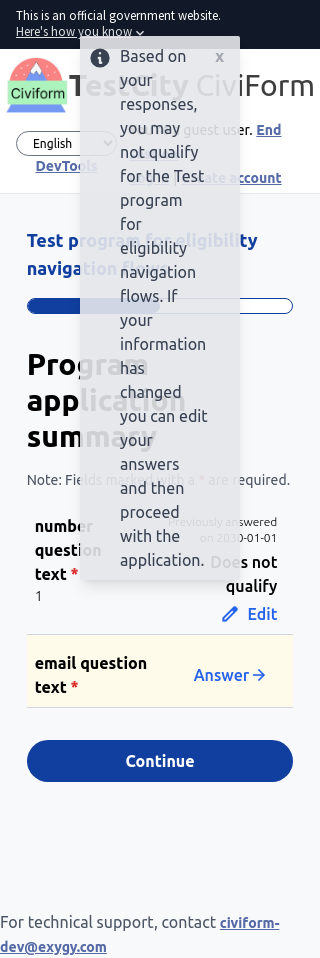 This is an official government website.
Here's how you know
Civiform
TestCity CiviForm
English
guest user. End
DevTools
account
Based on
your
responses,
you may
not qualify
for the Test
program
for
eligibility
navigation
flows. If
your
information
has
changed
you can edit
your
answers
and then
proceed
with the
application.
x
Test program for eligibility
navigation flows
Program
application
summary
Note: Fields marked with a * are required.
number
question
text *
1
Previously answered
on 2030-01-01
Does not
qualify
Edit
email question
text *
Answer
Continue
For technical support, contact civiform-
dev@exygy.com